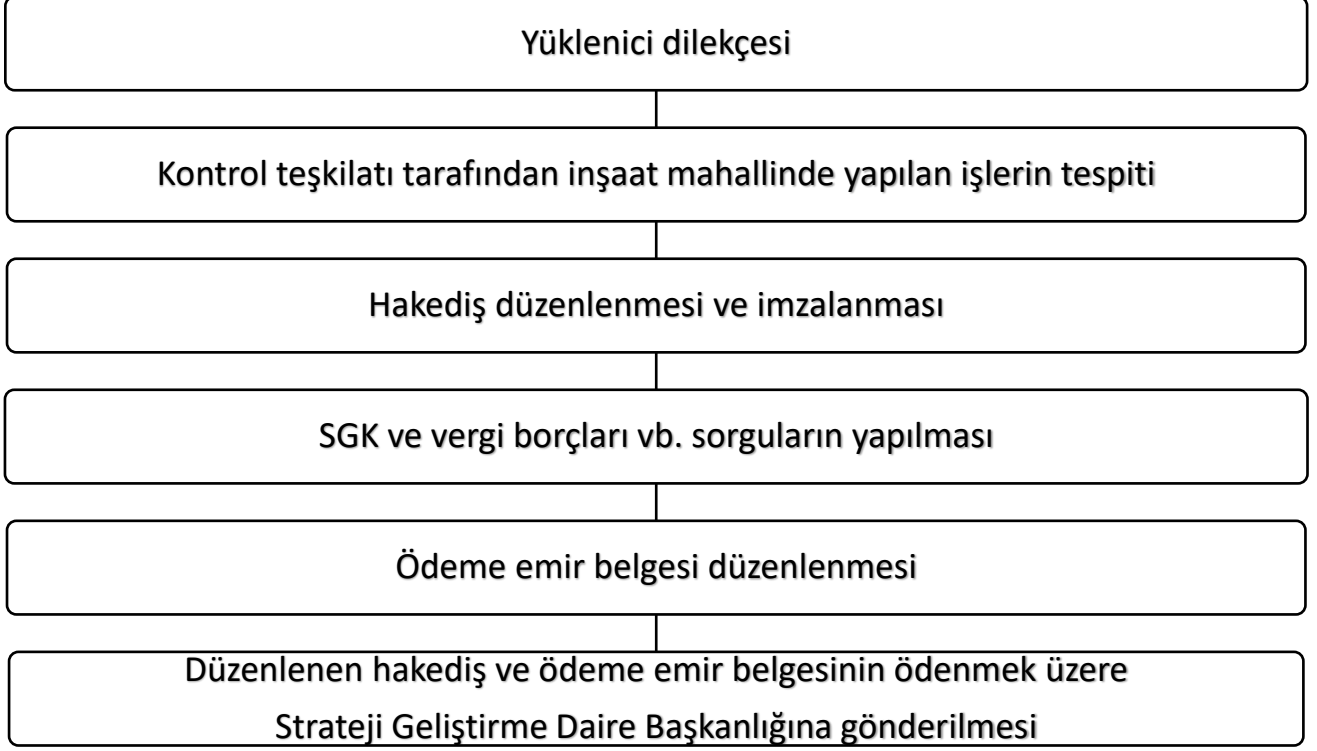 Yüklenici dilekçesi
Kontrol teşkilatı tarafından inşaat mahallinde yapılan işlerin tespiti
Hakediş düzenlenmesi ve imzalanması
SGK ve vergi borçları vb. sorguların yapılması
Ödeme emir belgesi düzenlenmesi
Düzenlenen hakediş ve ödeme emir belgesinin ödenmek üzere
Strateji Geliştirme Daire Başkanlığına gönderilmesi